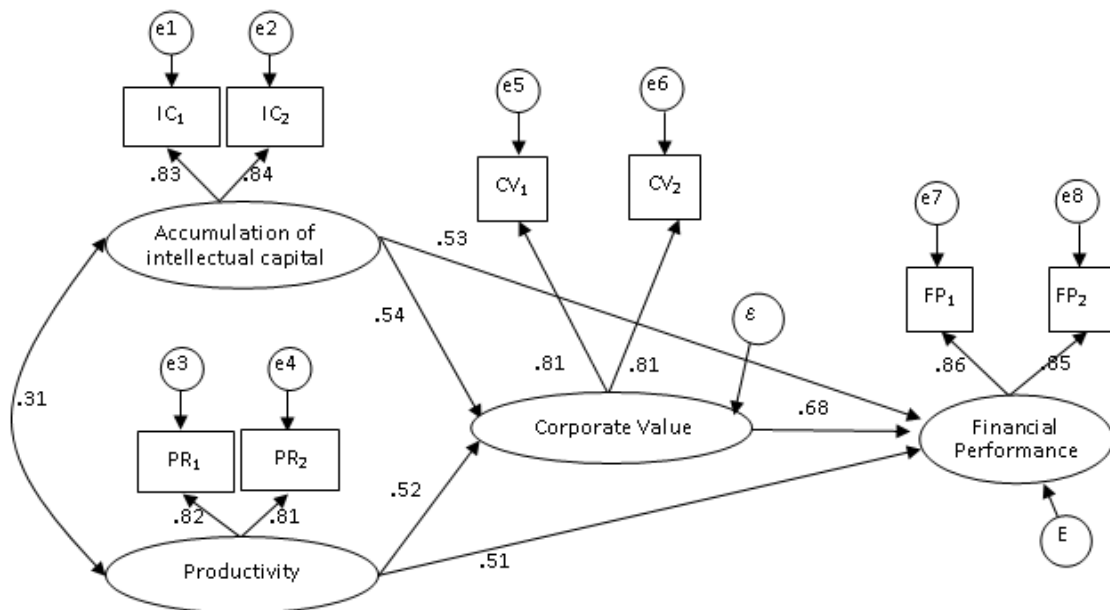 e1
e2
IC₁
IC₂
.83
.84
Accumulation of
intellectual capital
e5
e6
CV₁
CV₂
e7
e8
FP₁
FP₂
.53
.54
ε
.31
e3
e4
PR₁
PR₂
.82
.81
.81
.81
.86
.85
Corporate Value
.68
Financial
Performance
.52
.51
Productivity
E